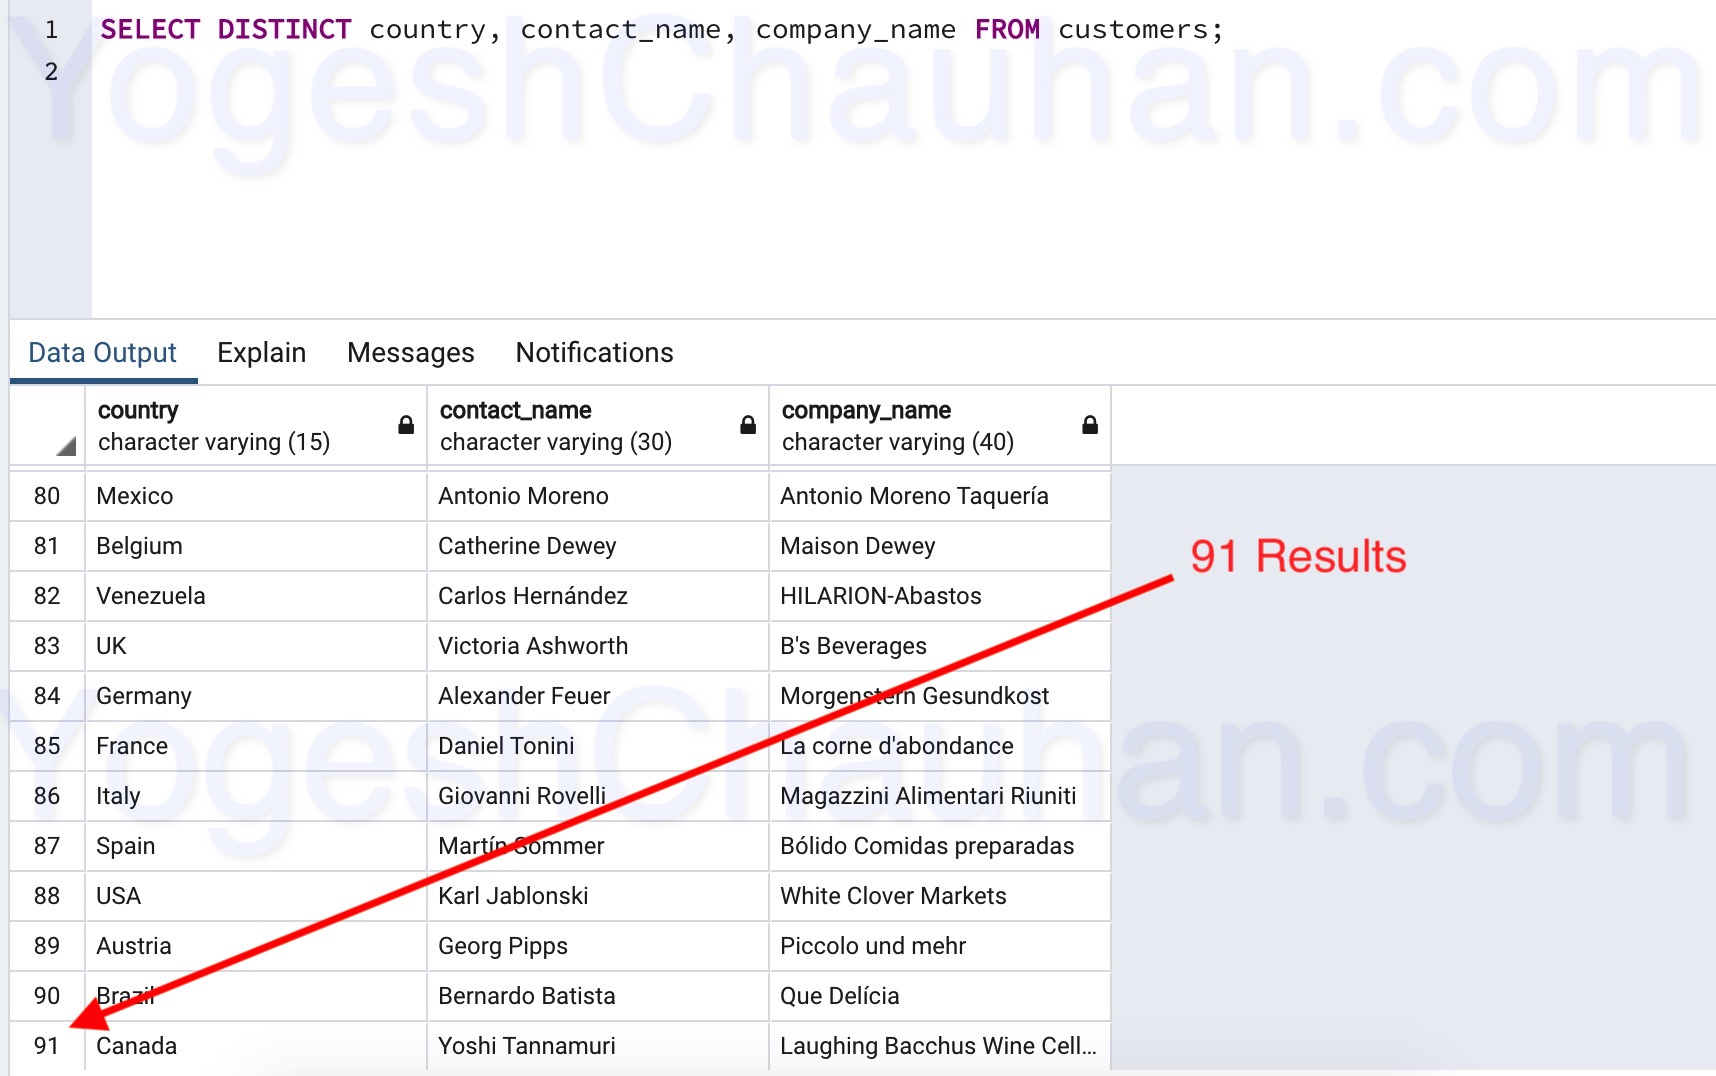 1 SELECT DISTINCT country, contact_name, company_name FROM customers;
2
YogeshChauhan.com
Data Output Explain Messages Notifications
country contact_name company_name
character varying (15) character varying (30) character varying (40)
80 Mexico Antonio Moreno Antonio Moreno Taquería
81 Belgium Catherine Dewey Maison Dewey
91 Results
82 Venezuela Carlos Hernández HILARION-Abastos
83 UK Victoria Ashworth B's Beverages
84 Germany Alexander Feuer Morgenstern Gesundkost
85 France Daniel Tonini La corne d'abondance
YogeshChauhan.com
86 Italy Giovanni Rovelli Magazzini Alimentari Riuniti
87 Spain Martín Sommer Bólido Comidas preparadas
88 USA Karl Jablonski White Clover Markets
89 Austria Georg Pipps Piccolo und mehr
90 Brazil Bernardo Batista Que Delícia
91 Canada Yoshi Tannamuri Laughing Bacchus Wine Cell...